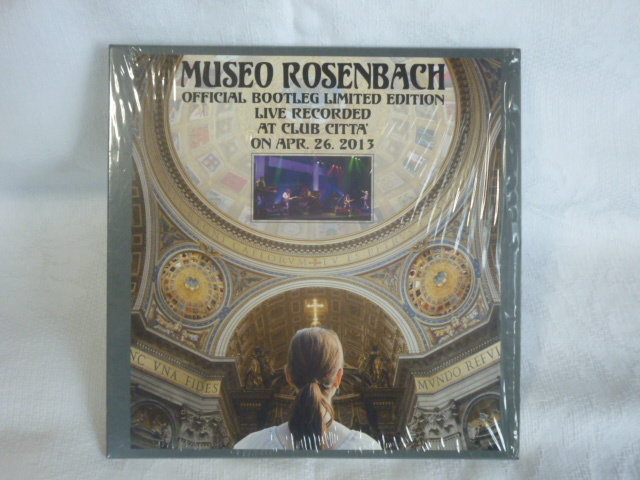 MUSEO ROSENBACH
OFFICIAL BOOTLEG LIMITED EDITION
LIVE RECORDED
AT CLUB CITTA'
ON APR. 26. 2013
NC VNA FIDES
MVNDO REFVL